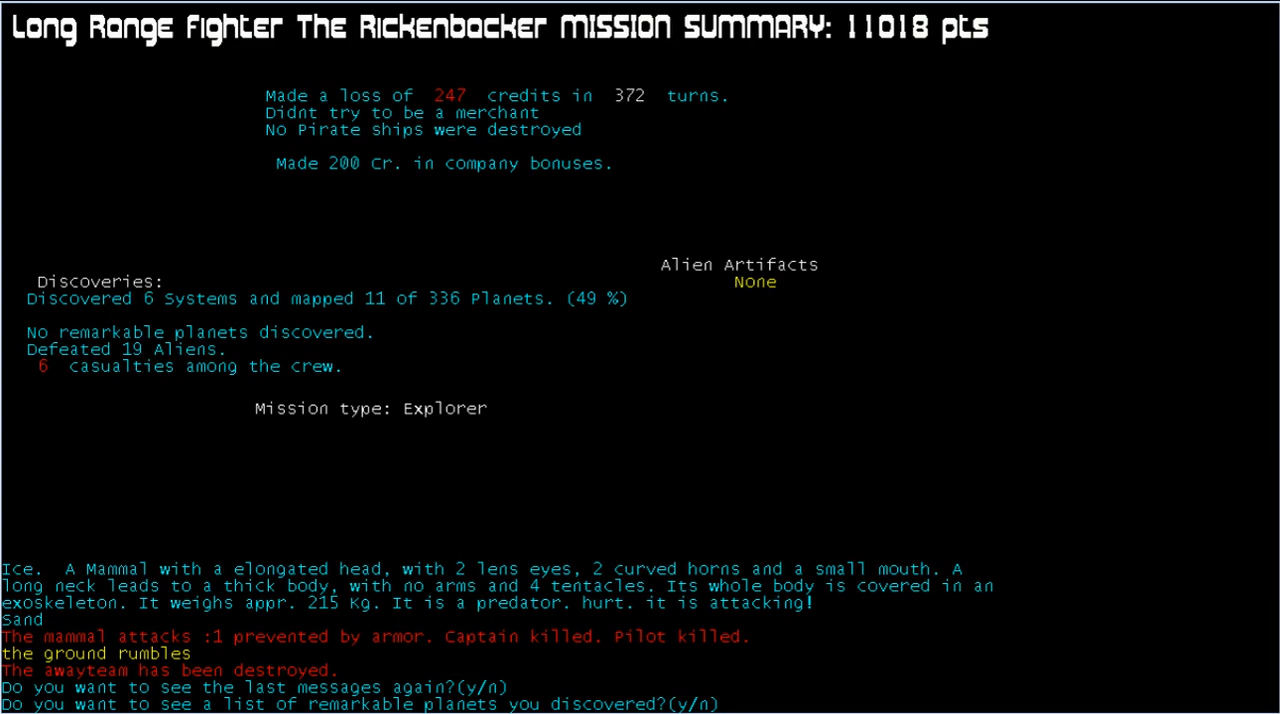 Long Range Fighter The Rickenbacker MISSION SUMMARY: 11018 pts
Made a loss of 247 credits in 372 turns.
Didnt try to be a merchant
No Pirate ships were destroyed
Made 200 Cr. in company bonuses.
Alien Artifacts
None
Discoveries:
Discovered 6 Systems and mapped 11 of 336 Planets. (49 %)
No remarkable planets discovered.
Defeated 19 Aliens.
6 casualties among the crew.
Mission type: Explorer
Ice. A Mammal with a elongated head, with 2 lens eyes, 2 curved horns and a small mouth. A
long neck leads to a thick body, with no arms and 4 tentacles. Its whole body is covered in an
exoskeleton. It weighs appr. 215 Kg. It is a predator. hurt. it is attacking!
Sand
The mammal attacks :1 prevented by armor. Captain killed. Pilot killed.
the ground rumbles
The awayteam has been destroyed.
Do you want to see the last messages again?(y/n)
Do you want to see a list of remarkable planets you discovered?(y/n)